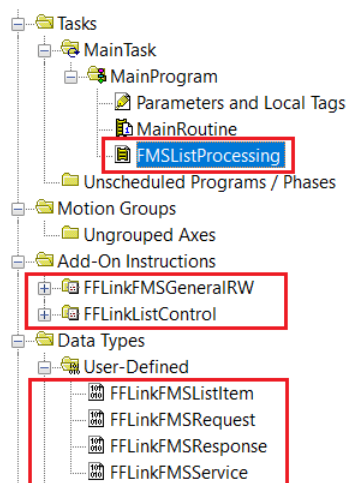 Tasks
MainTask
MainProgram
Parameters and Local Tags
MainRoutine
FMSListProcessing
Unscheduled Programs / Phases
Motion Groups
Ungrouped Axes
Add-On Instructions
FFLinkFMSGeneralRW
FFLinkListControl
Data Types
User-Defined
FFLinkFMSListItem
FFLinkFMSRequest
FFLinkFMSResponse
FFLinkFMSService